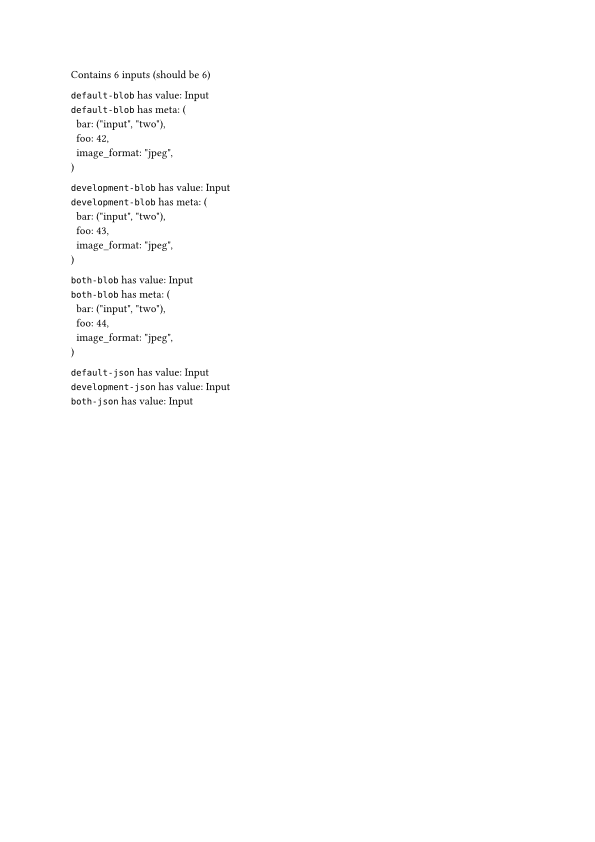 Contains 6 inputs (should be 6)
default-blob has value: Input
default-blob has meta: (
  bar: ("input", "two"),
  foo: 42,
  image_format: "jpeg",
)
development-blob has value: Input
development-blob has meta: (
  bar: ("input", "two"),
  foo: 43,
  image_format: "jpeg",
)
both-blob has value: Input
both-blob has meta: (
  bar: ("input", "two"),
  foo: 44,
  image_format: "jpeg",
)
default-json has value: Input
development-json has value: Input
both-json has value: Input